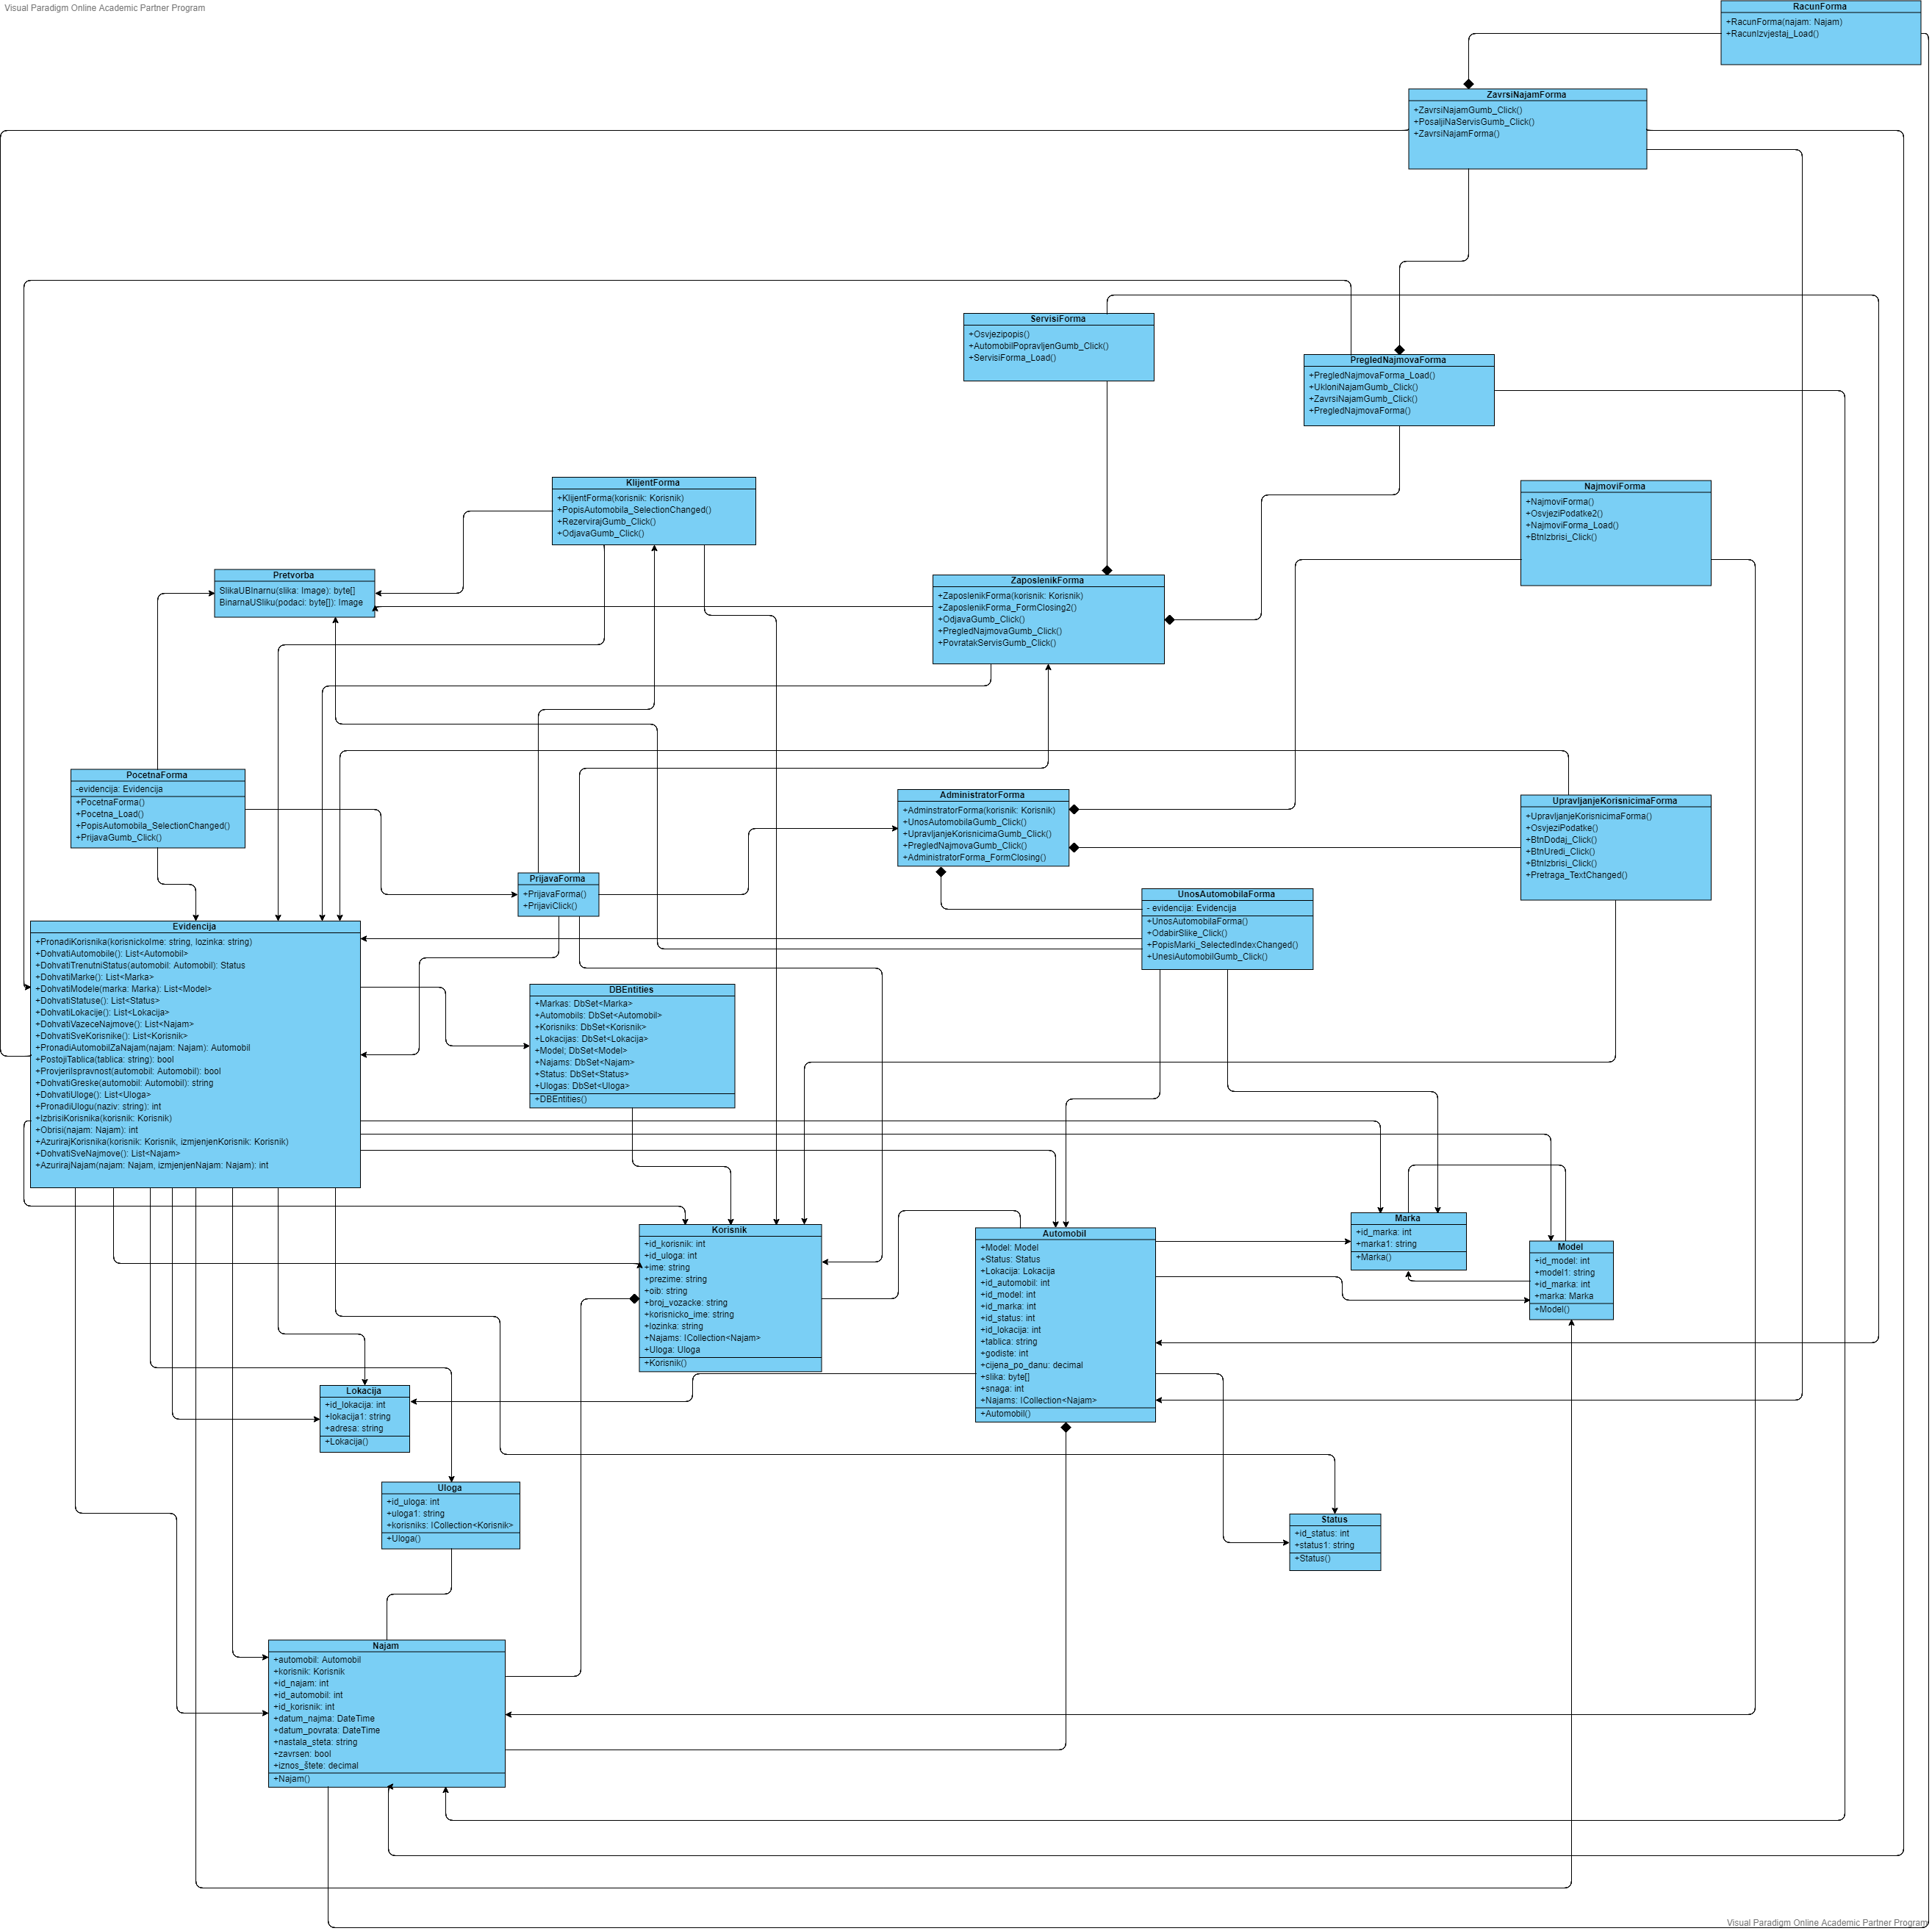 Visual Paradigm Online Academic Partner Program
RacunForma
+RacunForma(najam: Najam)
+RacunIzvjestaj_Load()
ZavrsiNajamForma
+ZavrsiNajamGumb_Click()
+PosaljiNaServisGumb_Click()
+ZavrsiNajamForma()
ServisiForma
+Osvjezipopis()
+AutomobilPopravljenGumb_Click()
+ServisiForma_Load()
PregledNajmovaForma
+PregledNajmovaForma_Load()
+UkloniNajamGumb_Click()
+ZavrsiNajamGumb_Click()
+PregledNajmovaForma()
KlijentForma
+KlijentForma(korisnik: Korisnik)
+PopisAutomobila_SelectionChanged()
+RezervirajGumb_Click()
+OdjavaGumb_Click()
NajmoviForma
+NajmoviForma()
+OsvjeziPodatke2()
+NajmoviForma_Load()
+BtnIzbrisi_Click()
Pretvorba
SlikaUBInarnu(slika: Image): byte[]
BinarnaUSliku(podaci: byte[]): Image
ZaposlenikForma
+ZaposlenikForma(korisnik: Korisnik)
+ZaposlenikForma_FormClosing2()
+OdjavaGumb_Click()
+PregledNajmovaGumb_Click()
+PovratakServisGumb_Click()
PocetnaForma
-evidencija: Evidencija
+PocetnaForma()
+Pocetna_Load()
+PopisAutomobila_SelectionChanged()
+PrijavaGumb_Click()
AdministratorForma
+AdminstratorForma(korisnik: Korisnik)
+UnosAutomobilaGumb_Click()
+UpravljanjeKorisnicimaGumb_Click()
+PregledNajmovaGumb_Click()
+AdministratorForma_FormClosing()
UpravljanjeKorisnicimaForma
+UpravljanjeKorisnicimaForma()
+OsvjeziPodatke()
+BtnDodaj_Click()
+BtnUredi_Click()
+BtnIzbrisi_Click()
+Pretraga_TextChanged()
PrijavaForma
+PrijavaForma()
+PrijaviClick()
UnosAutomobilaForma
- evidencija: Evidencija
+UnosAutomobilaForma()
+OdabirSlike_Click()
+PopisMarki_SelectedIndexChanged()
+UnesiAutomobilGumb_Click()
Evidencija
+PronadiKorisnika(korisnickoIme: string, lozinka: string)
+DohvatiAutomobile(): List<Automobil>
+DohvatiTrenutniStatus(automobil: Automobil): Status
+DohvatiMarke(): List<Marka>
+DohvatiModele(marka: Marka): List<Model>
+DohvatiStatuse(): List<Status>
+DohvatiLokacije(): List<Lokacija>
+DohvatiVazeceNajmove(): List<Najam>
+DohvatiSveKorisnike(): List<Korisnik>
+PronadiAutomobilZaNajam(najam: Najam): Automobil
+PostojiTablica(tablica: string): bool
+ProvjeriIspravnost(automobil: Automobil): bool
+DohvatiGreske(automobil: Automobil): string
+DohvatiUloge(): List<Uloga>
+PronadiUlogu(naziv: string): int
+IzbrisiKorisnika(korisnik: Korisnik)
+Obrisi(najam: Najam): int
+AzurirajKorisnika(korisnik: Korisnik, izmjenjenKorisnik: Korisnik)
+DohvatiSveNajmove(): List<Najam>
+AzurirajNajam(najam: Najam, izmjenjenNajam: Najam): int
DBEntities
+Markas: DbSet<Marka>
+Automobils: DbSet<Automobil>
+Korisniks: DbSet<Korisnik>
+Lokacijas: DbSet<Lokacija>
+Model; DbSet<Model>
+Najams: DbSet<Najam>
+Status: DbSet<Status>
+Ulogas: DbSet<Uloga>
+DBEntities()
Korisnik
+id_korisnik: int
+id_uloga: int
+ime: string
+prezime: string
+oib: string
+broj_vozacke: string
+korisnicko_ime: string
+lozinka: string
+Najams: ICollection<Najam>
+Uloga: Uloga
+Korisnik()
Automobil
+Model: Model
+Status: Status
+Lokacija: Lokacija
+id_automobil: int
+id_model: int
+id_marka: int
+id_status: int
+id_lokacija: int
+tablica: string
+godiste: int
+cijena_po_danu: decimal
+slika: byte[]
+snaga: int
+Najams: ICollection<Najam>
+Automobil()
Marka
+id_marka: int
+marka1: string
+Marka()
Model
+id_model: int
+model1: string
+id_marka: int
+marka: Marka
+Model()
Lokacija
+id_lokacija: int
+lokacija1: string
+adresa: string
+Lokacija()
Uloga
+id_uloga: int
+uloga1: string
+korisniks: ICollection<Korisnik>
+Uloga()
Status
+id_status: int
+status1: string
+Status()
Najam
+automobil: Automobil
+korisnik: Korisnik
+id_najam: int
+id_automobil: int
+id_korisnik: int
+datum_najma: DateTime
+datum_povrata: DateTime
+nastala_steta: string
+zavrsen: bool
+iznos_štete: decimal
+Najam()
Visual Paradigm Online Academic Partner Program